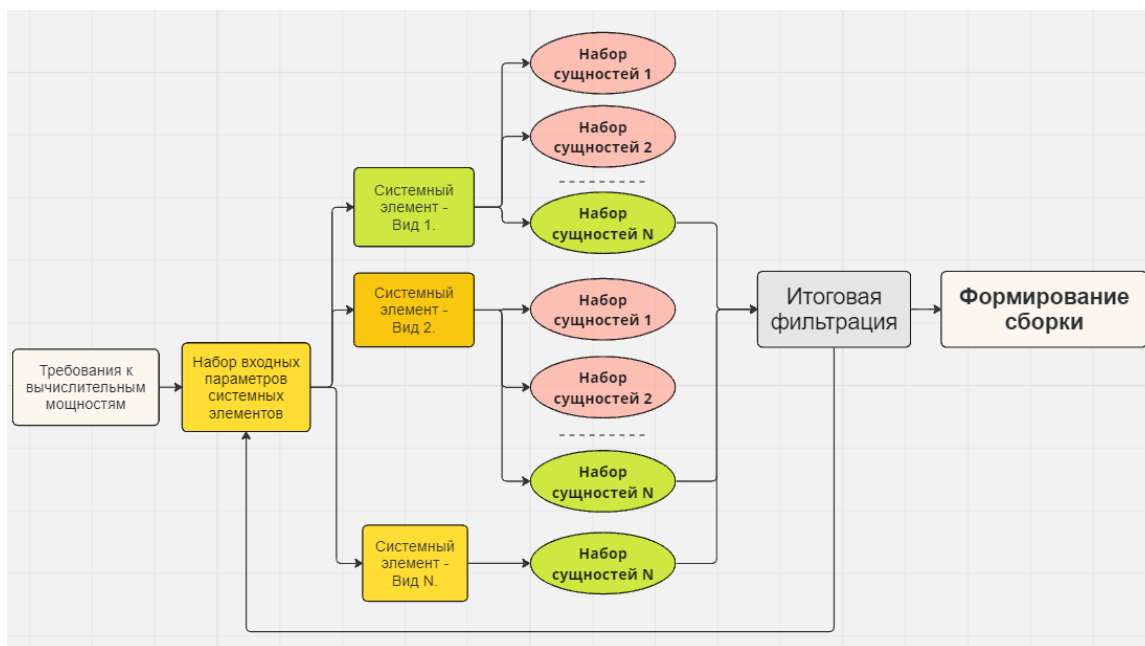 Требования к
вычислительным
мощностям
Набор входных
параметров
системных
элементов
Системный
элемент -
Вид 1.
Набор
сущностей 1
Набор
сущностей 2
Набор
сущностей N
Системный
элемент -
Вид 2.
Набор
сущностей 1
Набор
сущностей 2
Набор
сущностей N
Системный
элемент -
Вид N.
Набор
сущностей N
Итоговая
фильтрация
Формирование
сборки